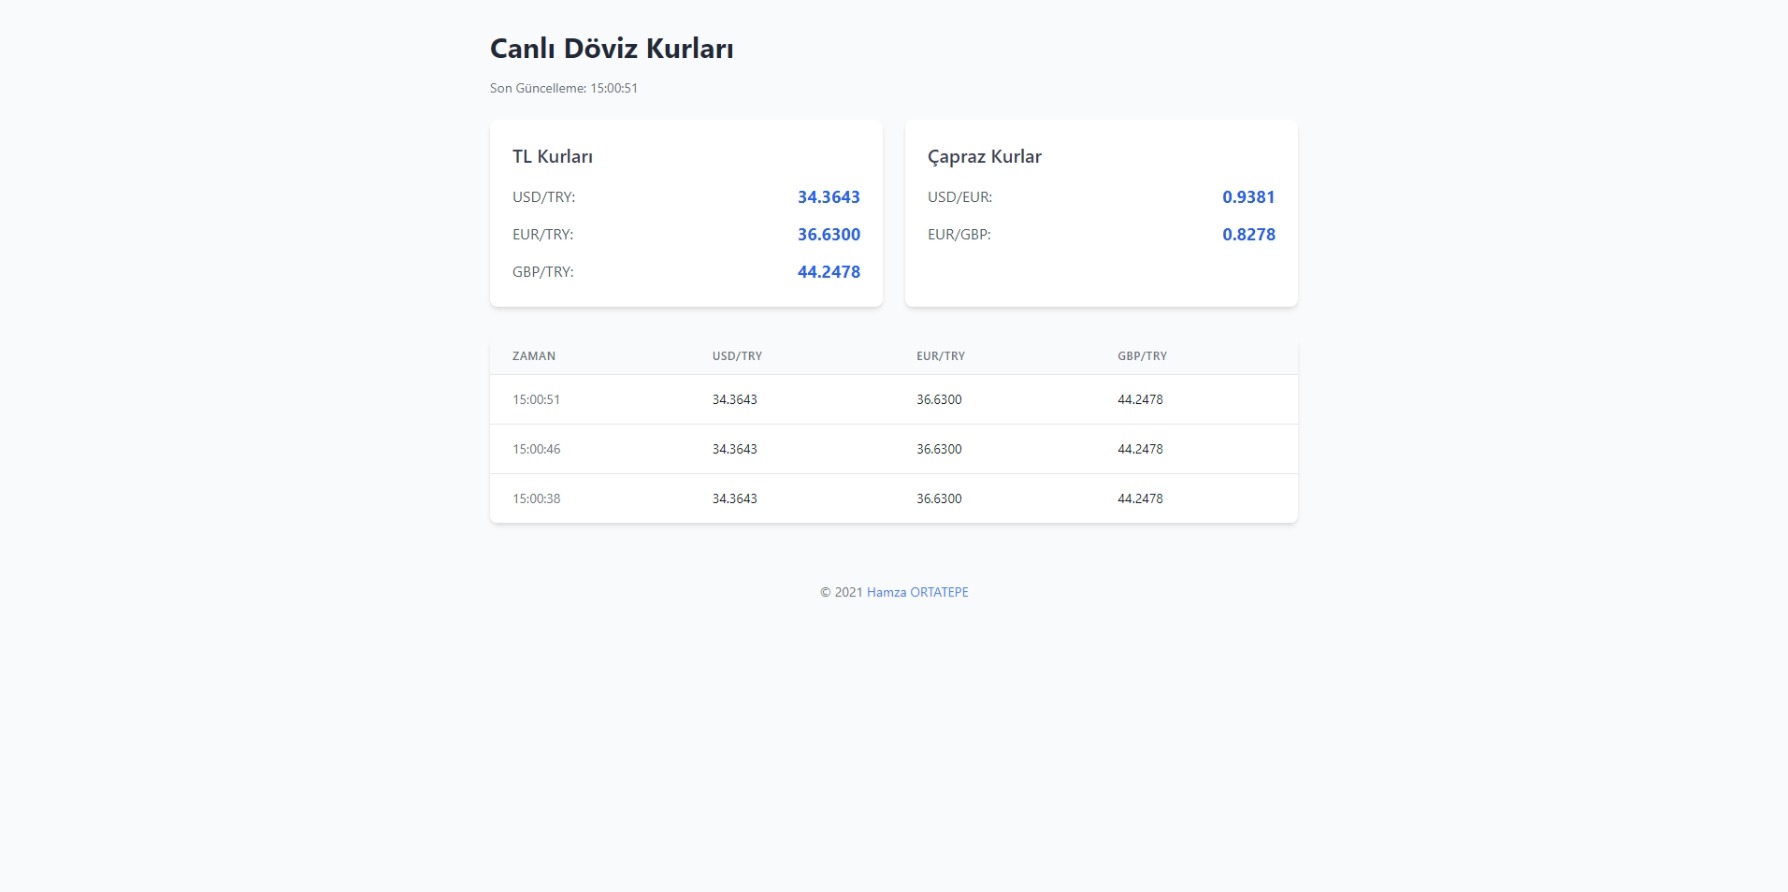 Canlı Döviz Kurları
Son Güncelleme: 15:00:51
TL Kurları
USD/TRY: 34.3643
EUR/TRY: 36.6300
GBP/TRY: 44.2478
Çapraz Kurlar
USD/EUR: 0.9381
EUR/GBP: 0.8278
ZAMAN USD/TRY EUR/TRY GBP/TRY
15:00:51 34.3643 36.6300 44.2478
15:00:46 34.3643 36.6300 44.2478
15:00:38 34.3643 36.6300 44.2478
© 2021 Hamza ORTATEPE